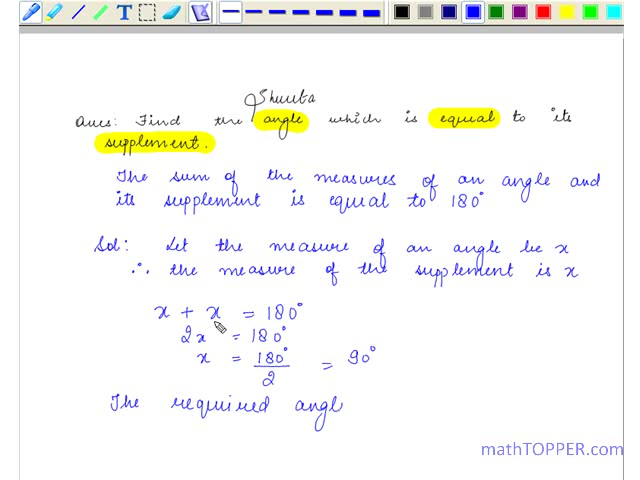 Ques: Find the angle which is equal to its
supplement.
The sum of the measures of an angle and
its supplement is equal to 180°
Sol: Let the measure of an angle be x
∴ the measure of the supplement is x
x + x = 180°
2x = 180°
x = 180°/2 = 90°
The required angl
mathTOPPER.com